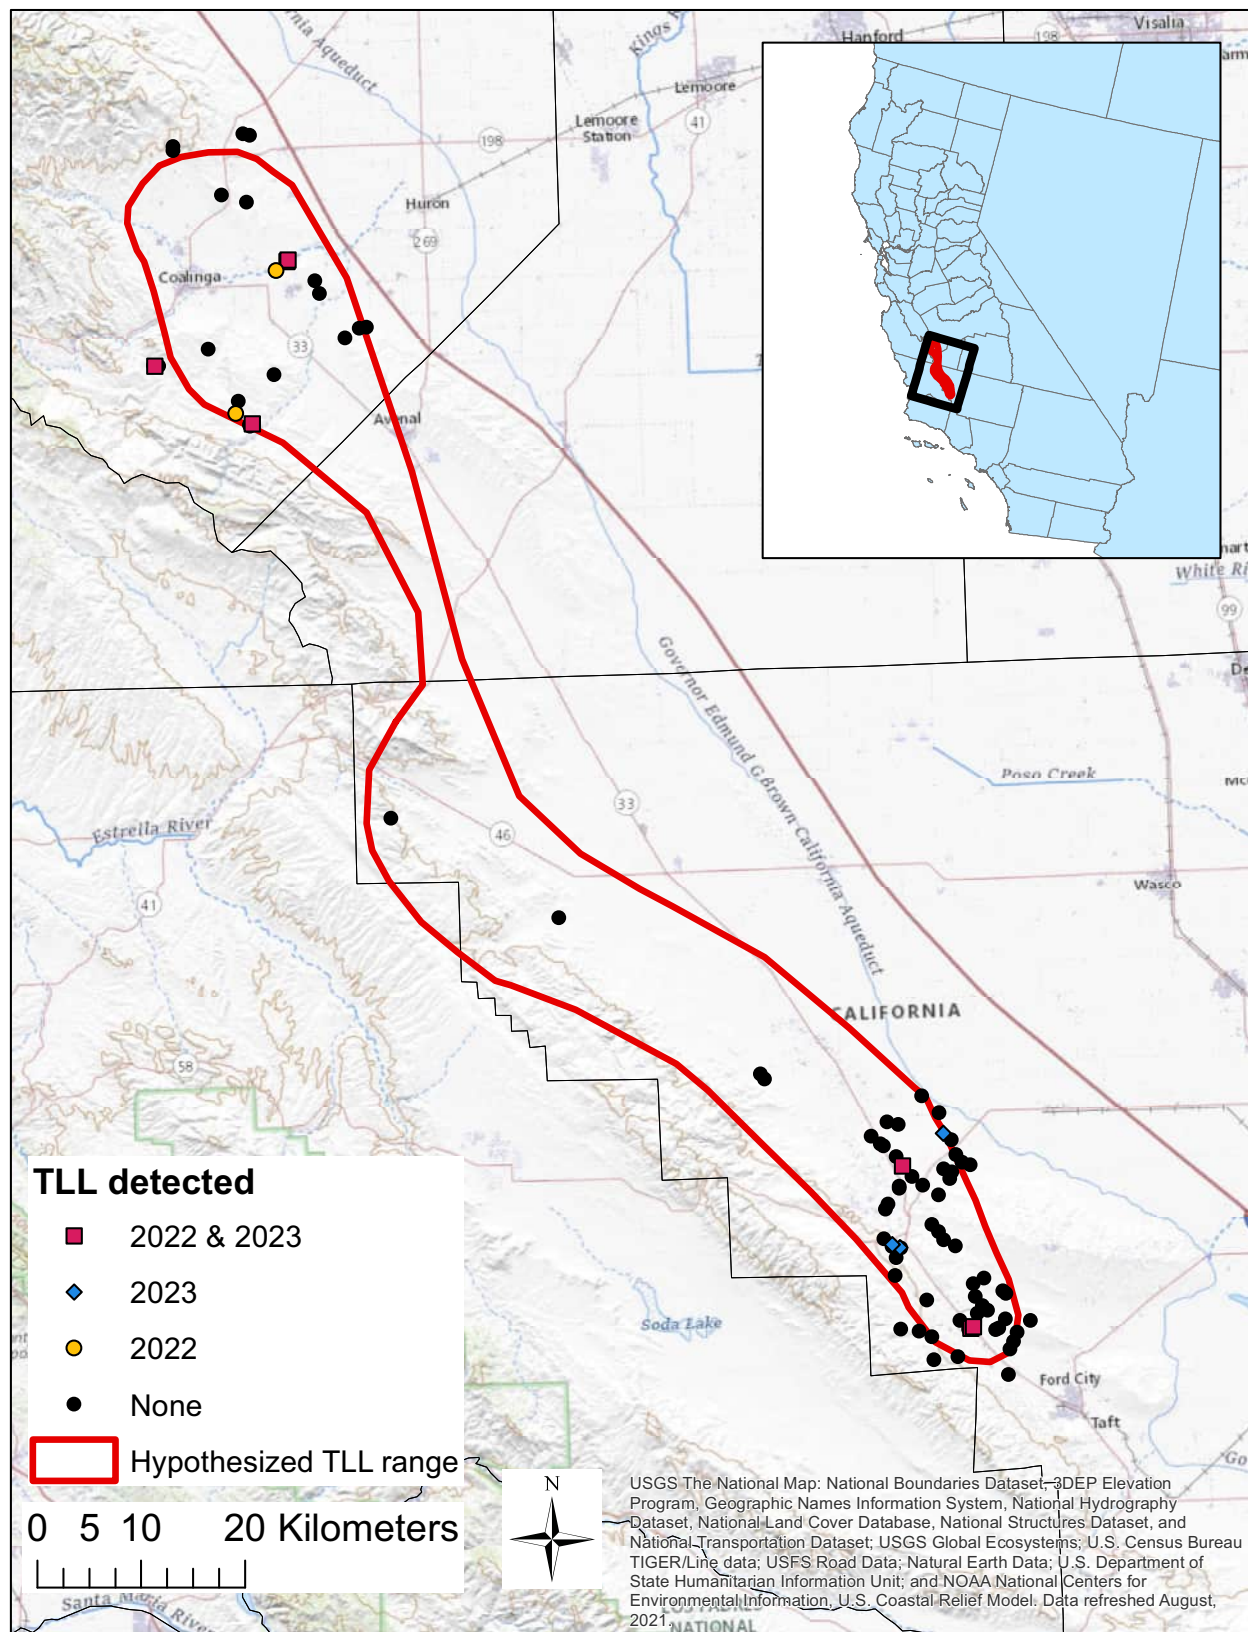 Visalia
Hanford
198
Kings
Lemoore
41
Lemoore
Station
198
Aqueduct
Huron
269
Coalinga
33
Avenal
White
99
Governor Edmund G Brown California Aqueduct
Poso Creek
33
46
Estrella River
Wasco
41
CALIFORNIA
58
TLL detected
2022 & 2023
2023
2022
None
Hypothesized TLL range
0 5 10 20 Kilometers
Soda Lake
Ford City
Taft
N
USGS The National Map: National Boundaries Dataset, 3DEP Elevation
Program, Geographic Names Information System, National Hydrography
Dataset, National Land Cover Database, National Structures Dataset, and
National Transportation Dataset; USGS Global Ecosystems; U.S. Census Bureau
TIGER/Line data; USFS Road Data; Natural Earth Data; U.S. Department of
State Humanitarian Information Unit; and NOAA National Centers for
Environmental Information, U.S. Coastal Relief Model. Data refreshed August,
2021.
Santa Maria River
NATIONAL